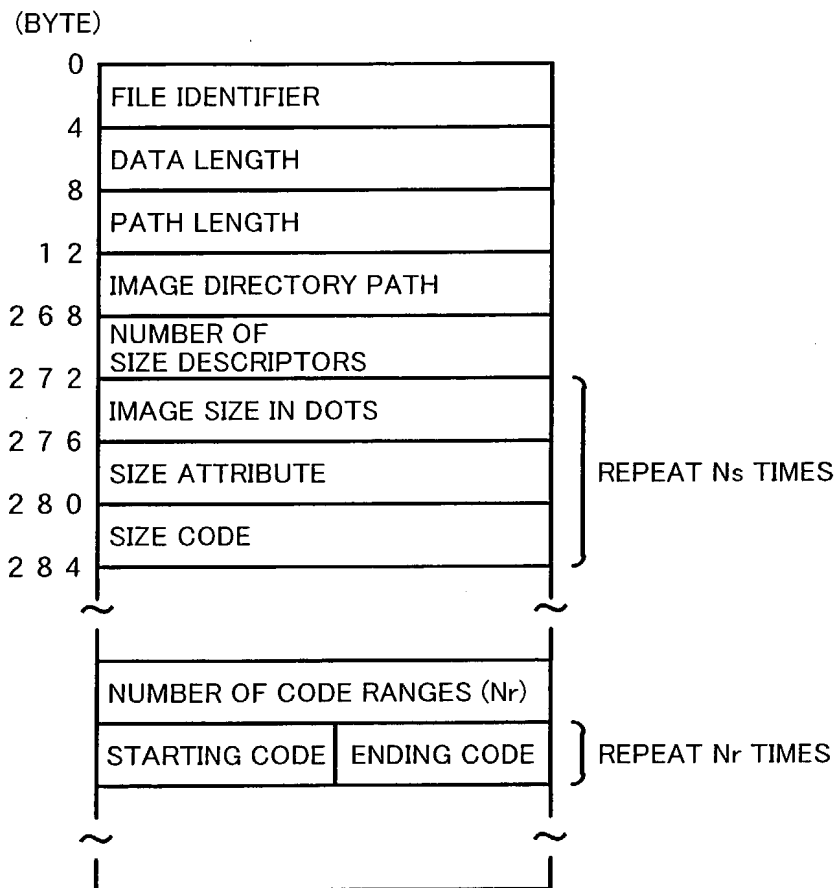 (BYTE)
0
FILE IDENTIFIER
4
DATA LENGTH
8
PATH LENGTH
1 2
IMAGE DIRECTORY PATH
2 6 8
NUMBER OF
SIZE DESCRIPTORS
2 7 2
IMAGE SIZE IN DOTS
2 7 6
SIZE ATTRIBUTE
REPEAT Ns TIMES
2 8 0
SIZE CODE
2 8 4
NUMBER OF CODE RANGES (Nr)
STARTING CODE ENDING CODE REPEAT Nr TIMES